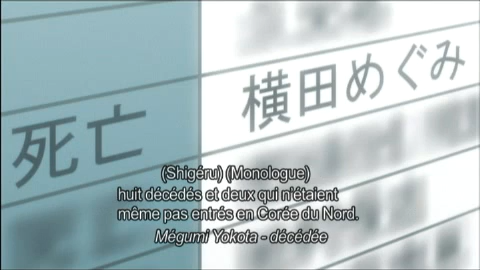 死亡 横田めぐみ
(Shigéru) (Monologue)
huit décédés et deux qui n'étaient
même pas entrés en Corée du Nord.
Mégumi Yokota - décédée